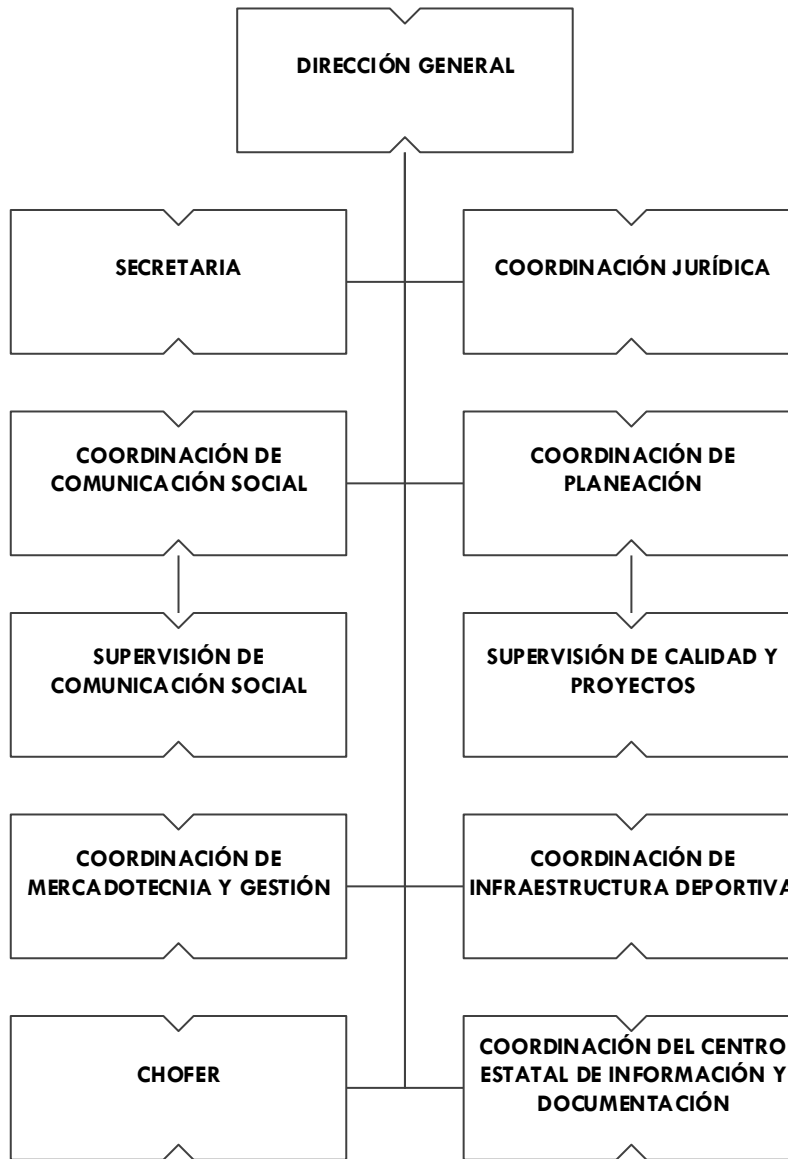 DIRECCIÓN GENERAL
SECRETARIA
COORDINACIÓN JURÍDICA
COORDINACIÓN DE
COMUNICACIÓN SOCIAL
COORDINACIÓN DE
PLANEACIÓN
SUPERVISIÓN DE
COMUNICACIÓN SOCIAL
SUPERVISIÓN DE CALIDAD Y
PROYECTOS
COORDINACIÓN DE
MERCADOTECNIA Y GESTIÓN
COORDINACIÓN DE
INFRAESTRUCTURA DEPORTIVA
CHOFER
COORDINACIÓN DEL CENTRO
ESTATAL DE INFORMACIÓN Y
DOCUMENTACIÓN